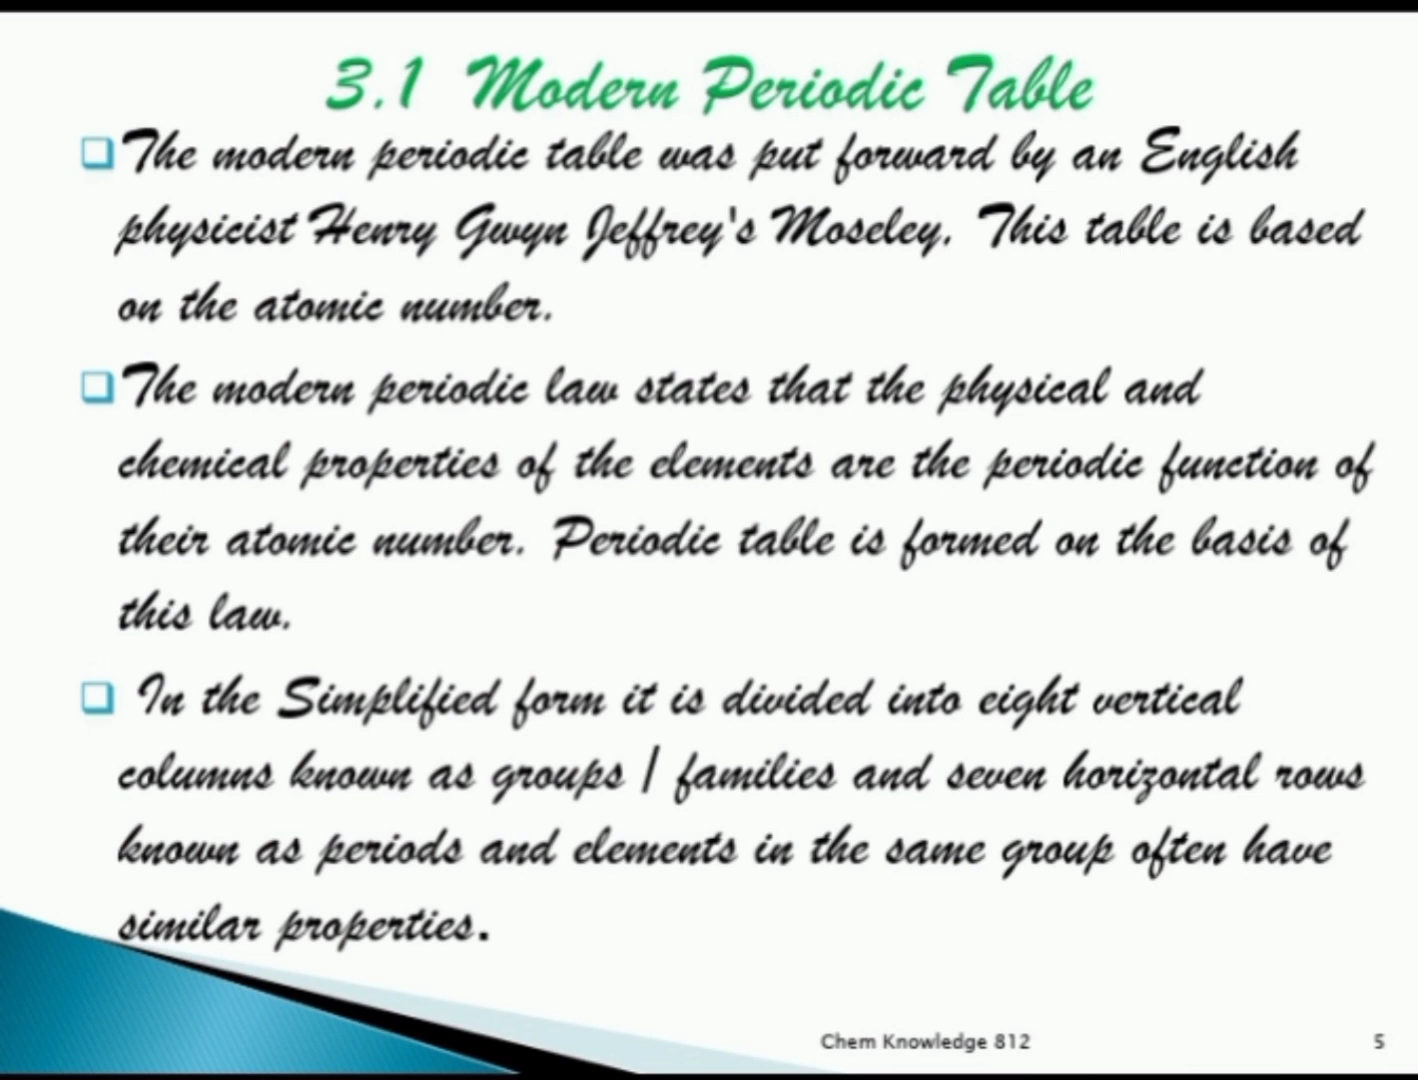 3.1 Modern Periodic Table
The modern periodic table was put forward by an English
physicist Henry Gwyn Jeffrey's Moseley. This table is based
on the atomic number.
The modern periodic law states that the physical and
chemical properties of the elements are the periodic function of
their atomic number. Periodic table is formed on the basis of
this law.
In the Simplified form it is divided into eight vertical
columns known as groups / families and seven horizontal rows
known as periods and elements in the same group often have
similar properties.
Chem Knowledge 812
5